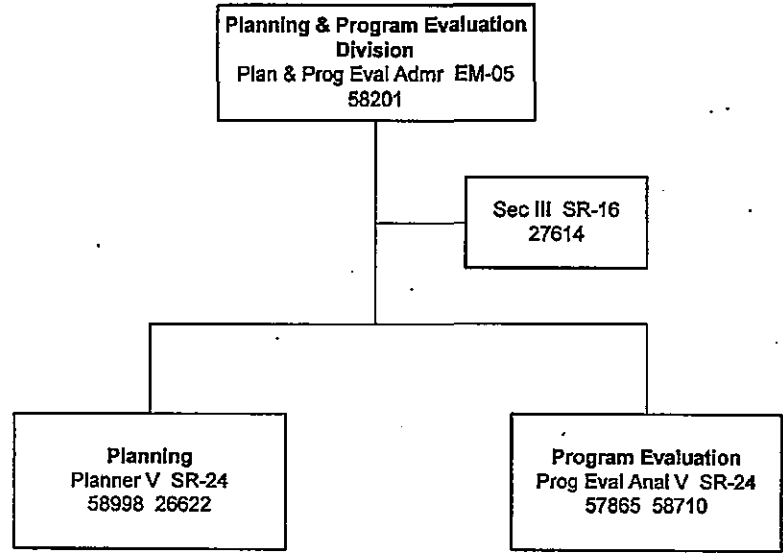 Planning & Program Evaluation
Division
Plan & Prog Eval Admr EM-05
58201
Sec III SR-16
27614
Planning
Planner V SR-24
58998 26622
Program Evaluation
Prog Eval Anal V SR-24
57865 58710